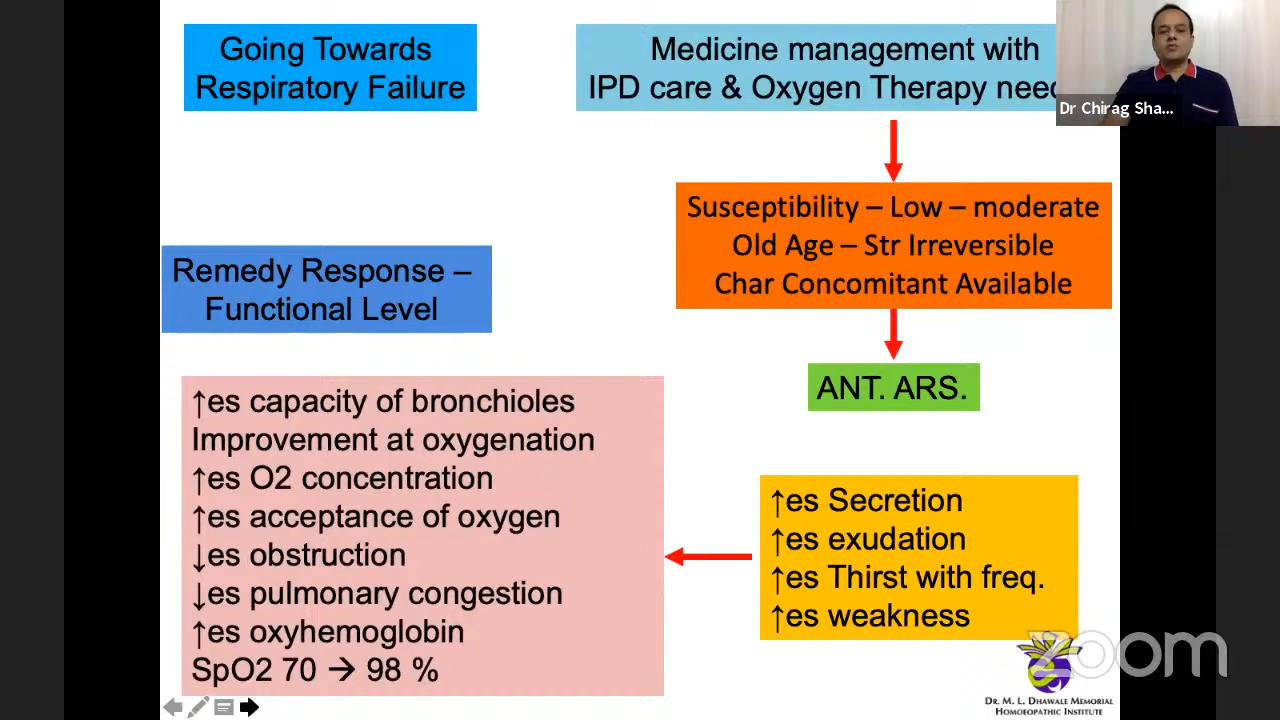 Going Towards
Respiratory Failure
Medicine management with
IPD care & Oxygen Therapy
Dr Chirag Sha...
Susceptibility – Low – moderate
Old Age – Str Irreversible
Char Concomitant Available
Remedy Response –
Functional Level
ANT. ARS.
↑es capacity of bronchioles
Improvement at oxygenation
↑es O2 concentration
↑es acceptance of oxygen
↓es obstruction
↓es pulmonary congestion
↑es oxyhemoglobin
SpO2 70 → 98 %
↑es Secretion
↑es exudation
↑es Thirst with freq.
↑es weakness
zoom
DR. M. L. DHAWALE MEMORIAL
HOMOEOPATHIC INSTITUTE